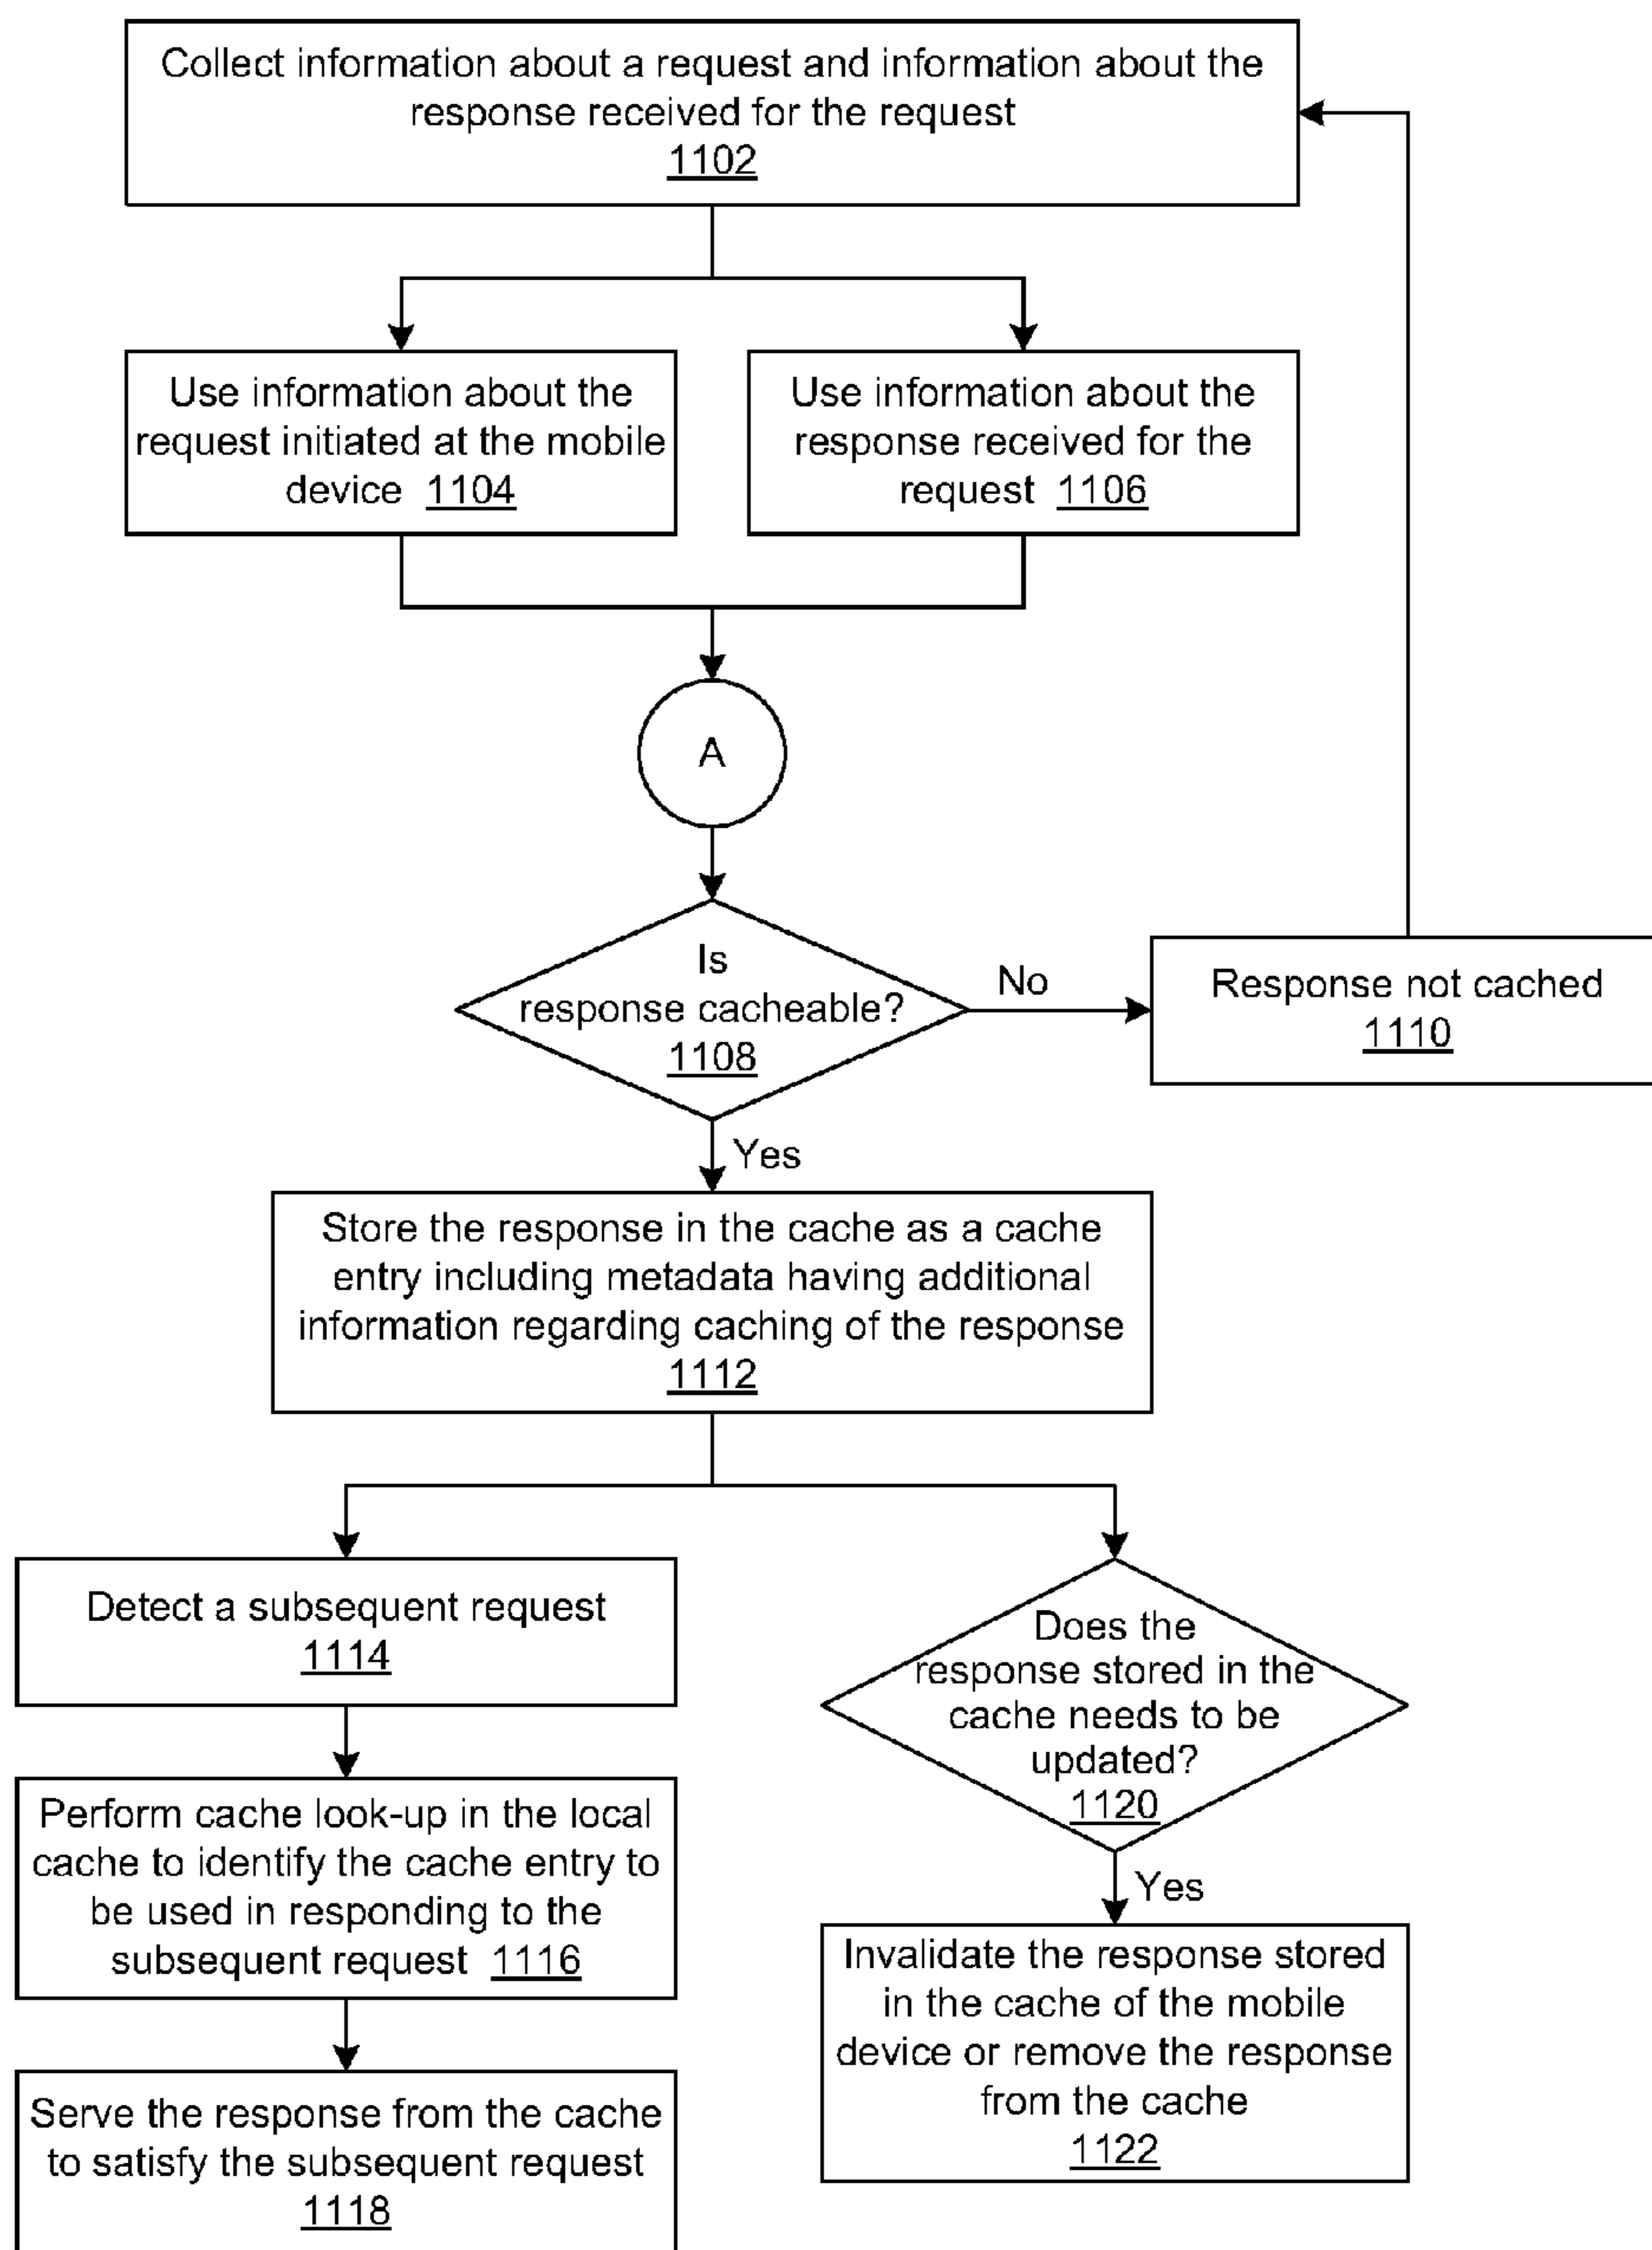 Collect information about a request and information about the
response received for the request
1102
Use information about the
request initiated at the mobile
device 1104
Use information about the
response received for the
request 1106
A
Is
response cacheable?
1108
No
Response not cached
1110
Yes
Store the response in the cache as a cache
entry including metadata having additional
information regarding caching of the response
1112
Detect a subsequent request
1114
Perform cache look-up in the local
cache to identify the cache entry to
be used in responding to the
subsequent request 1116
Serve the response from the cache
to satisfy the subsequent request
1118
Does the
response stored in the
cache needs to be
updated?
1120
Yes
Invalidate the response stored
in the cache of the mobile
device or remove the response
from the cache
1122